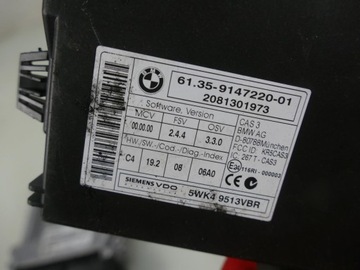 BMW
61.35-9147220-01
2081301973
Software, Version
MCV FSV OSV
00.00.00 2.4.4 3.3.0
HW-/SW-/Cod.-/Diag.-Index
C4 19.2 08 06A0
SIEMENS VDO 5WK4 9513VBR
CAS 3
BMW AG
D-80788München
FCC ID: KR5CAS3
IC: 267 T - CAS3